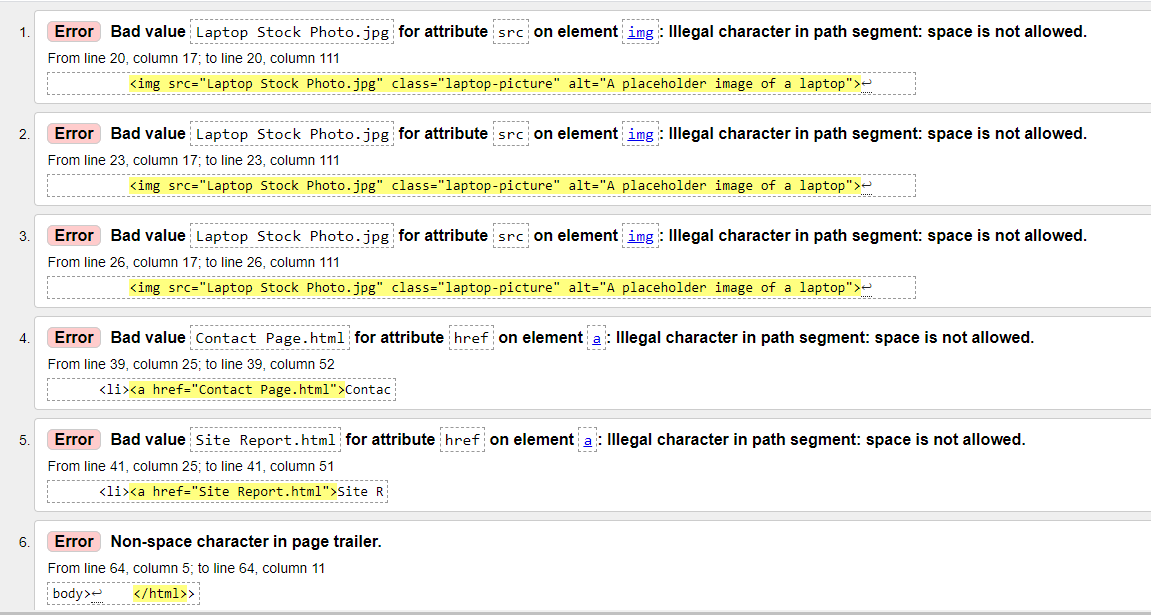 1. Error Bad value Laptop Stock Photo.jpg for attribute src on element img: Illegal character in path segment: space is not allowed.
From line 20, column 17; to line 20, column 111
<img src="Laptop Stock Photo.jpg" class="laptop-picture" alt="A placeholder image of a laptop">↩
2. Error Bad value Laptop Stock Photo.jpg for attribute src on element img: Illegal character in path segment: space is not allowed.
From line 23, column 17; to line 23, column 111
<img src="Laptop Stock Photo.jpg" class="laptop-picture" alt="A placeholder image of a laptop">↩
3. Error Bad value Laptop Stock Photo.jpg for attribute src on element img: Illegal character in path segment: space is not allowed.
From line 26, column 17; to line 26, column 111
<img src="Laptop Stock Photo.jpg" class="laptop-picture" alt="A placeholder image of a laptop">↩
4. Error Bad value Contact Page.html for attribute href on element a: Illegal character in path segment: space is not allowed.
From line 39, column 25; to line 39, column 52
<li><a href="Contact Page.html">Contac
5. Error Bad value Site Report.html for attribute href on element a: Illegal character in path segment: space is not allowed.
From line 41, column 25; to line 41, column 51
<li><a href="Site Report.html">Site R
6. Error Non-space character in page trailer.
From line 64, column 5; to line 64, column 11
body>↩ </html>>